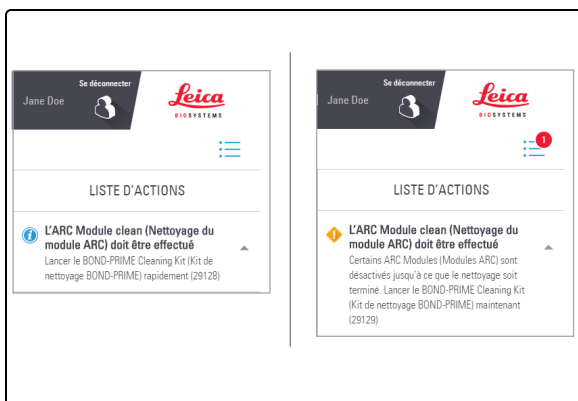 Se déconnecter
Jane Doe
Leica
BIOSYSTEMS
LISTE D'ACTIONS
L'ARC Module clean (Nettoyage du
module ARC) doit être effectué
Lancer le BOND-PRIME Cleaning Kit (Kit de
nettoyage BOND-PRIME) rapidement (29128)
Se déconnecter
Jane Doe
Leica
BIOSYSTEMS
1
LISTE D'ACTIONS
L'ARC Module clean (Nettoyage du
module ARC) doit être effectué
Certains ARC Modules (Modules ARC) sont
désactivés jusqu'à ce que le nettoyage soit
terminé. Lancer le BOND-PRIME Cleaning Kit
(Kit de nettoyage BOND-PRIME) maintenant
(29129)